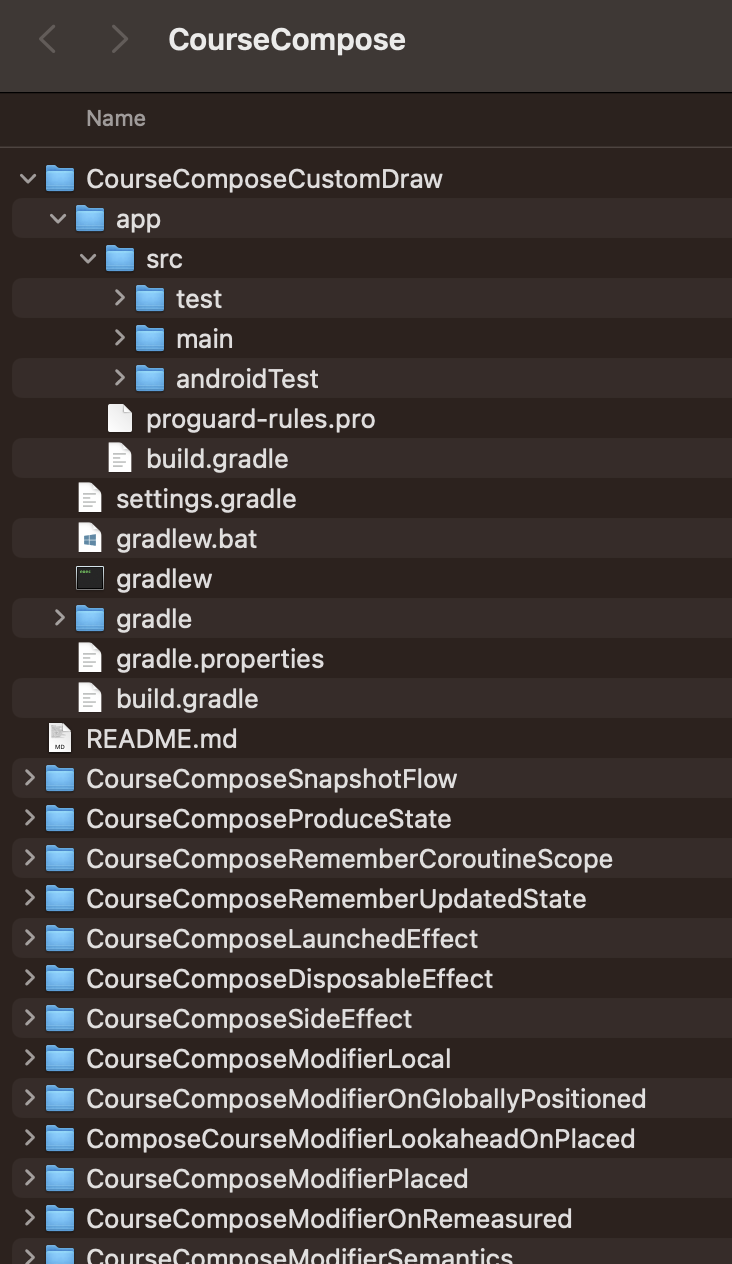 CourseCompose
Name
CourseComposeCustomDraw
app
src
test
main
androidTest
proguard-rules.pro
build.gradle
settings.gradle
gradlew.bat
gradlew
gradle
gradle.properties
build.gradle
README.md
CourseComposeSnapshotFlow
CourseComposeProduceState
CourseComposeRememberCoroutineScope
CourseComposeRememberUpdatedState
CourseComposeLaunchedEffect
CourseComposeDisposableEffect
CourseComposeSideEffect
CourseComposeModifierLocal
CourseComposeModifierOnGloballyPositioned
ComposeCourseModifierLookaheadOnPlaced
CourseComposeModifierPlaced
CourseComposeModifierOnRemeasured
CourseComposeModifierSemantics